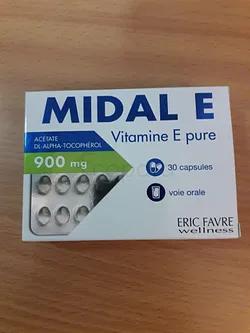 MIDAL E
Vitamine E pure
ACÉTATE
DL-ALPHA-TOCOPHÉROL
900 mg
30 capsules
voie orale
ERIC FAVRE
wellness